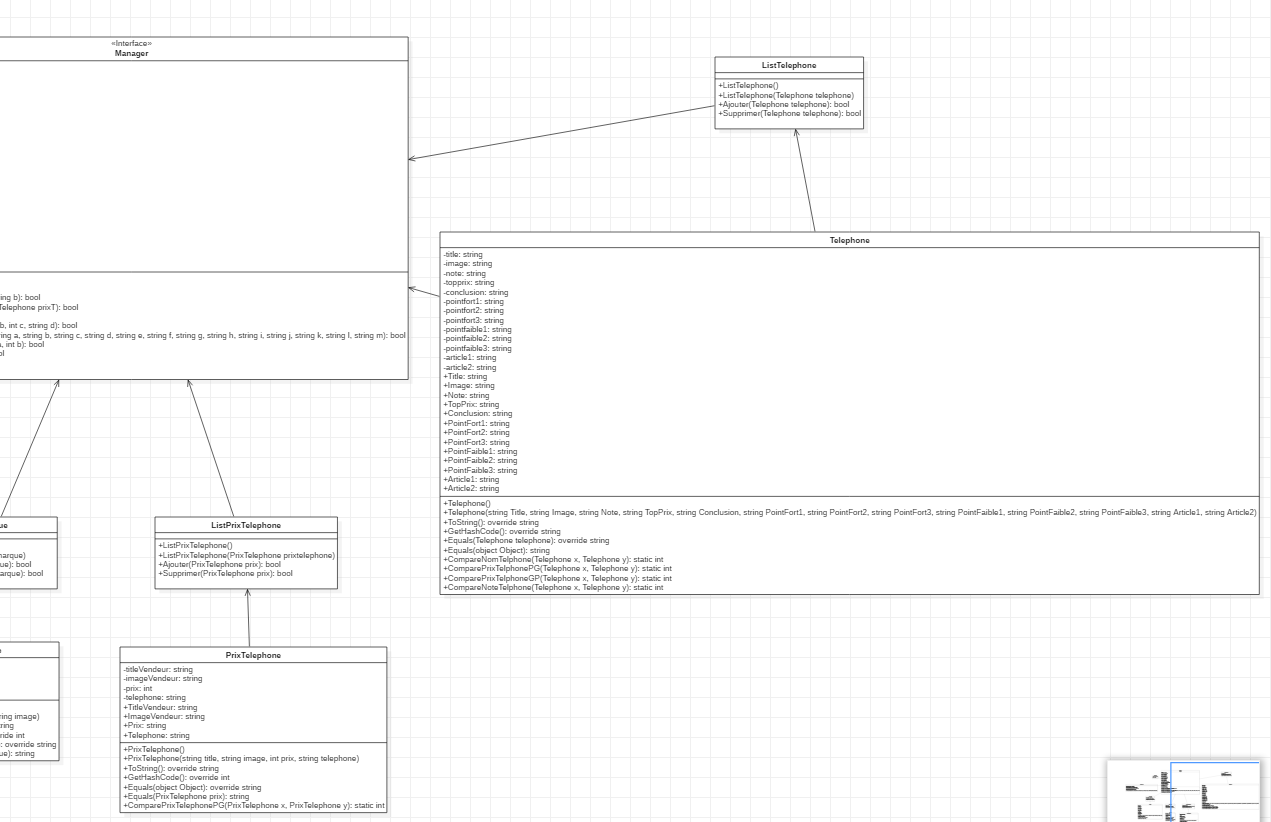 «Interface»
Manager
ing b): bool
Telephone prixT): bool
b, int c, string d): bool
ng a, string b, string c, string d, string e, string f, string g, string h, string i, string j, string k, string l, string m): bool
, int b): bool
ol
ListTelephone
+ListTelephone()
+ListTelephone(Telephone telephone)
+Ajouter(Telephone telephone): bool
+Supprimer(Telephone telephone): bool
Telephone
-title: string
-image: string
-note: string
-topprix: string
-conclusion: string
-pointfort1: string
-pointfort2: string
-pointfort3: string
-pointfaible1: string
-pointfaible2: string
-pointfaible3: string
-article1: string
-article2: string
+Title: string
+Image: string
+Note: string
+TopPrix: string
+Conclusion: string
+PointFort1: string
+PointFort2: string
+PointFort3: string
+PointFaible1: string
+PointFaible2: string
+PointFaible3: string
+Article1: string
+Article2: string
+Telephone()
+Telephone(string Title, string Image, string Note, string TopPrix, string Conclusion, string PointFort1, string PointFort2, string PointFort3, string PointFaible1, string PointFaible2, string PointFaible3, string Article1, string Article2)
+ToString(): override string
+GetHashCode(): override string
+Equals(Telephone telephone): override string
+Equals(object Object): string
+CompareNomTelphone(Telephone x, Telephone y): static int
+ComparePrixTelphonePG(Telephone x, Telephone y): static int
+ComparePrixTelphoneGP(Telephone x, Telephone y): static int
+CompareNoteTelphone(Telephone x, Telephone y): static int
ue
narque)
ue): bool
arque): bool
ListPrixTelephone
+ListPrixTelephone()
+ListPrixTelephone(PrixTelephone prixtelephone)
+Ajouter(PrixTelephone prix): bool
+Supprimer(PrixTelephone prix): bool
e
ring image)
ring
ride int
: override string
ue): string
PrixTelephone
-titleVendeur: string
-imageVendeur: string
-prix: int
-telephone: string
+TitleVendeur: string
+ImageVendeur: string
+Prix: string
+Telephone: string
+PrixTelephone()
+PrixTelephone(string title, string image, int prix, string telephone)
+ToString(): override string
+GetHashCode(): override int
+Equals(object Object): override string
+Equals(PrixTelephone prix): string
+ComparePrixTelephonePG(PrixTelephone x, PrixTelephone y): static int